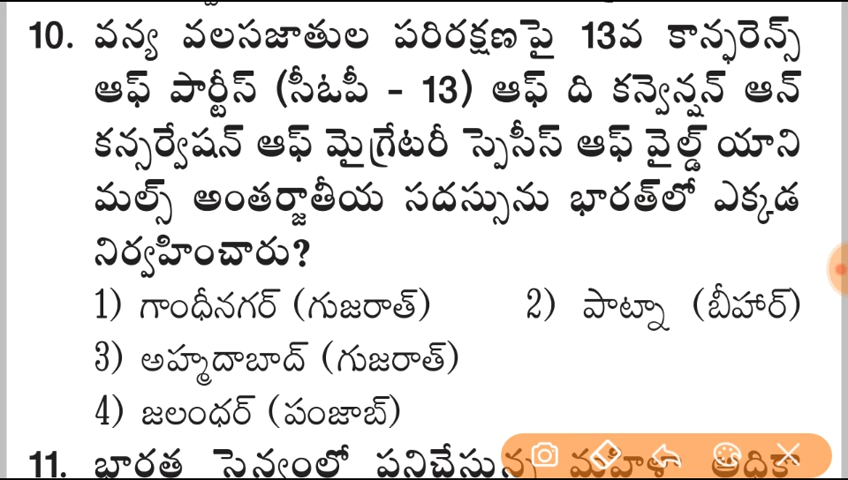 10. వన్య వలసజాతుల పరిరక్షణపై 13వ కాన్ఫరెన్స్
ఆఫ్ పార్టీస్ (సీఓపీ - 13) ఆఫ్ ది కన్వెన్షన్ ఆన్
కన్సర్వేషన్ ఆఫ్ మైగ్రేటరీ స్పెసీస్ ఆఫ్ వైల్డ్ యాని
మల్స్ అంతర్జాతీయ సదస్సును భారత్‌లో ఎక్కడ
నిర్వహించారు?
1) గాంధీనగర్ (గుజరాత్) 2) పాట్నా (బీహార్)
3) అహ్మదాబాద్ (గుజరాత్)
4) జలంధర్ (పంజాబ్)
11. భారత సైన్యంలో పనిచేస్తున్న మహిళా అధికా